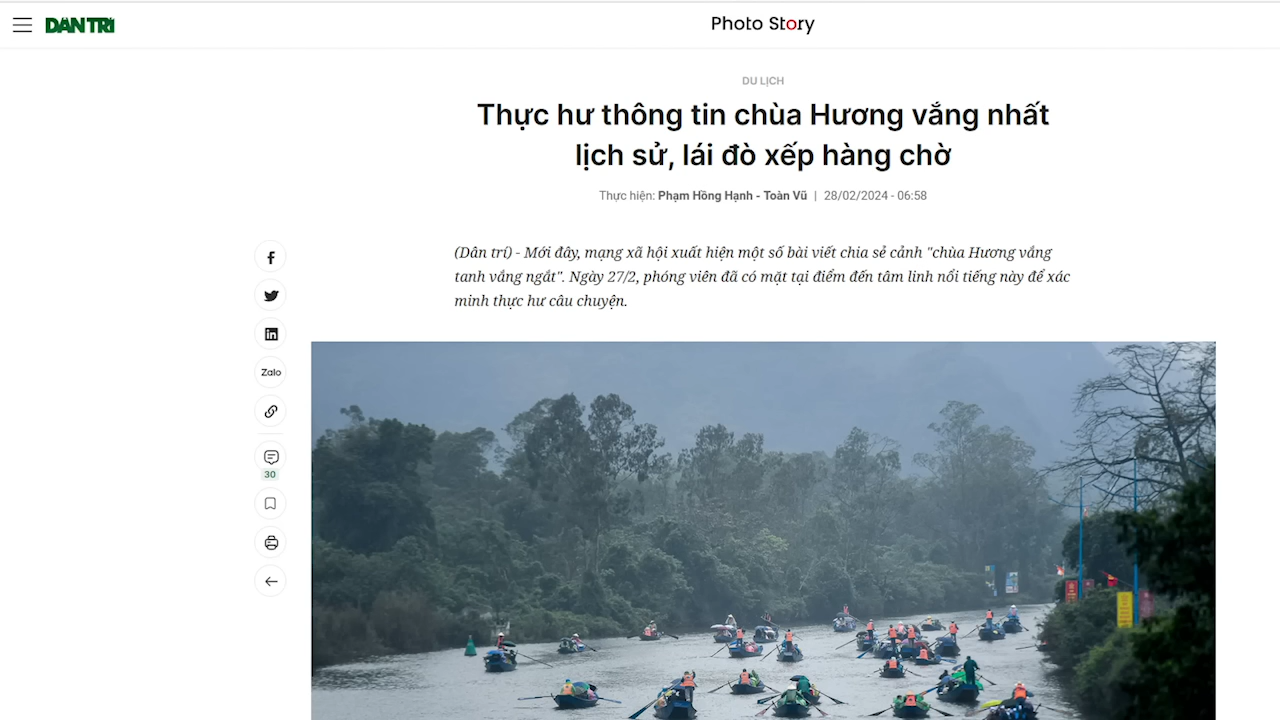 DÂN TRÍ
Photo Story
DU LỊCH
Thực hư thông tin chùa Hương vắng nhất
lịch sử, lái đò xếp hàng chờ
Thực hiện: Phạm Hồng Hạnh - Toàn Vũ | 28/02/2024 - 06:58
(Dân trí) - Mới đây, mạng xã hội xuất hiện một số bài viết chia sẻ cảnh "chùa Hương vắng
tanh vắng ngắt". Ngày 27/2, phóng viên đã có mặt tại điểm đến tâm linh nổi tiếng này để xác
minh thực hư câu chuyện.
Zalo
30